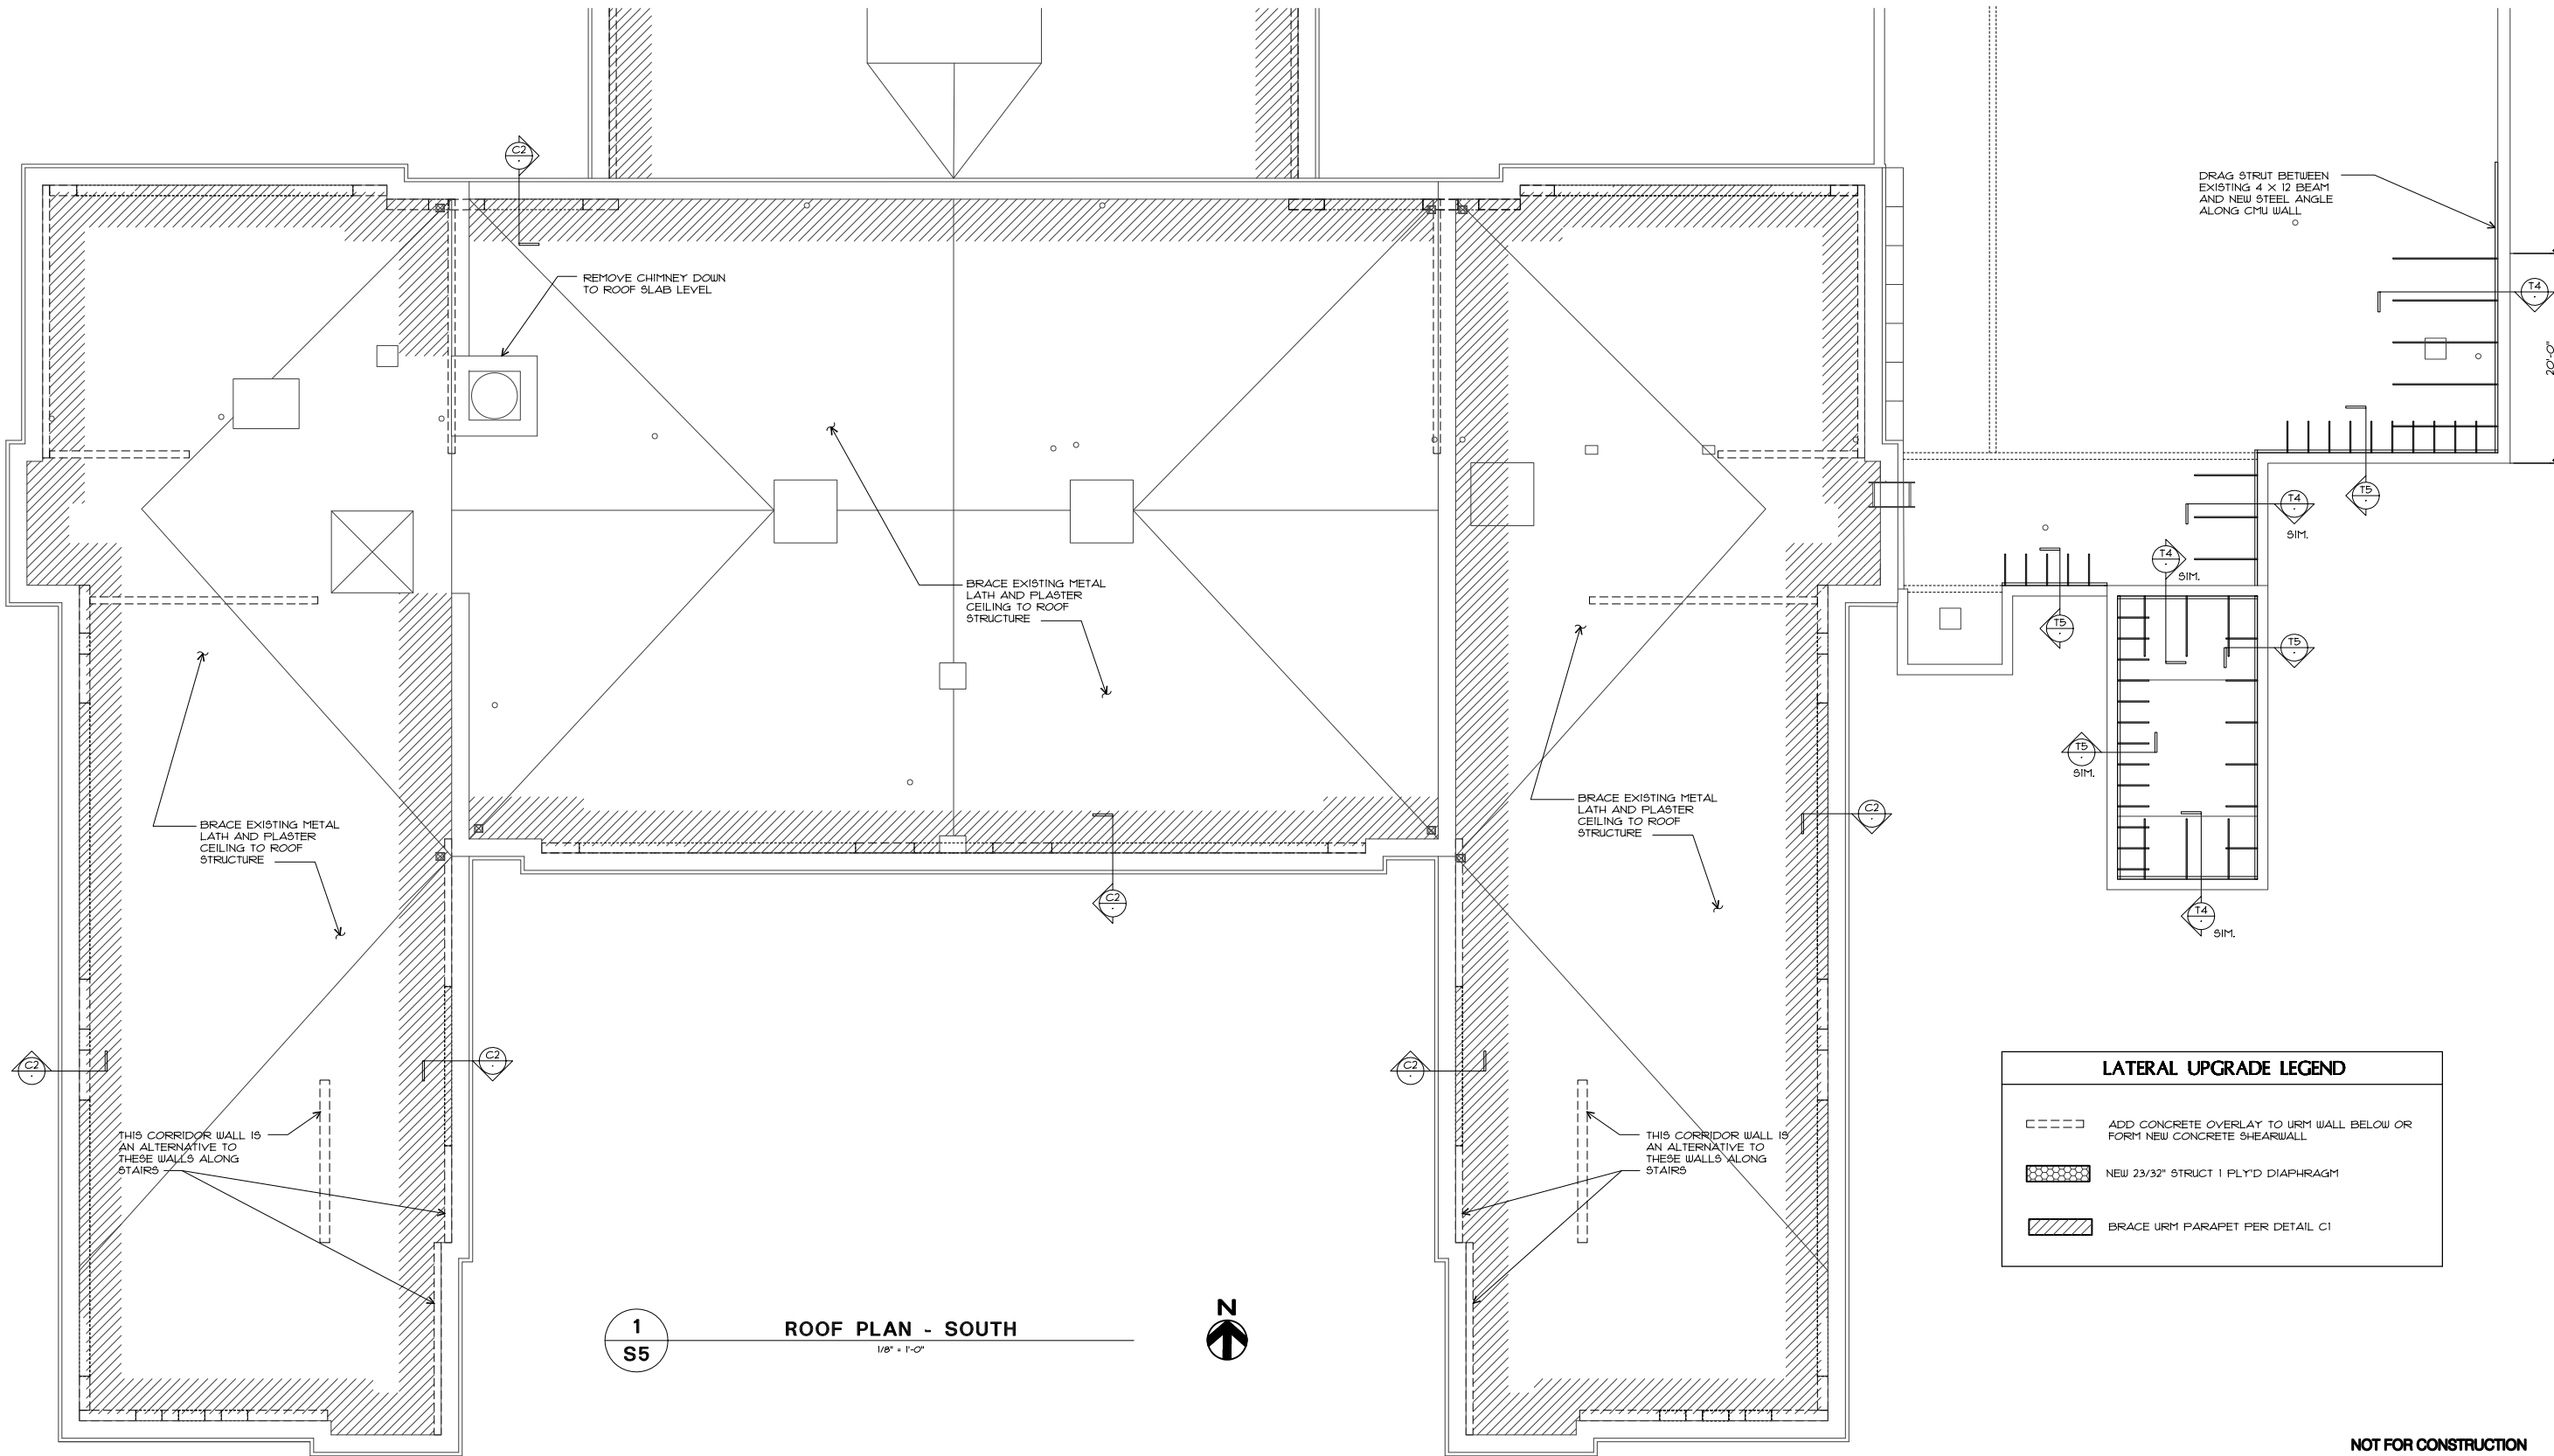 C2
DRAG STRUT BETWEEN
EXISTING 4 X 12 BEAM
AND NEW STEEL ANGLE
ALONG CMU WALL
REMOVE CHIMNEY DOWN
TO ROOF SLAB LEVEL
T4
20'-0"
T5
T4
SIM.
T4
SIM.
BRACE EXISTING METAL
LATH AND PLASTER
CEILING TO ROOF
STRUCTURE
T5
T5
T5
SIM.
BRACE EXISTING METAL
LATH AND PLASTER
CEILING TO ROOF
STRUCTURE
C2
BRACE EXISTING METAL
LATH AND PLASTER
CEILING TO ROOF
STRUCTURE
C2
T4
SIM.
C2
C2
C2
LATERAL UPGRADE LEGEND
ADD CONCRETE OVERLAY TO URM WALL BELOW OR
FORM NEW CONCRETE SHEARWALL
NEW 23/32" STRUCT 1 PLY'D DIAPHRAGM
BRACE URM PARAPET PER DETAIL C1
THIS CORRIDOR WALL IS
AN ALTERNATIVE TO
THESE WALLS ALONG
STAIRS
THIS CORRIDOR WALL IS
AN ALTERNATIVE TO
THESE WALLS ALONG
STAIRS
1
S5
ROOF PLAN - SOUTH
1/8" = 1'-0"
N
NOT FOR CONSTRUCTION